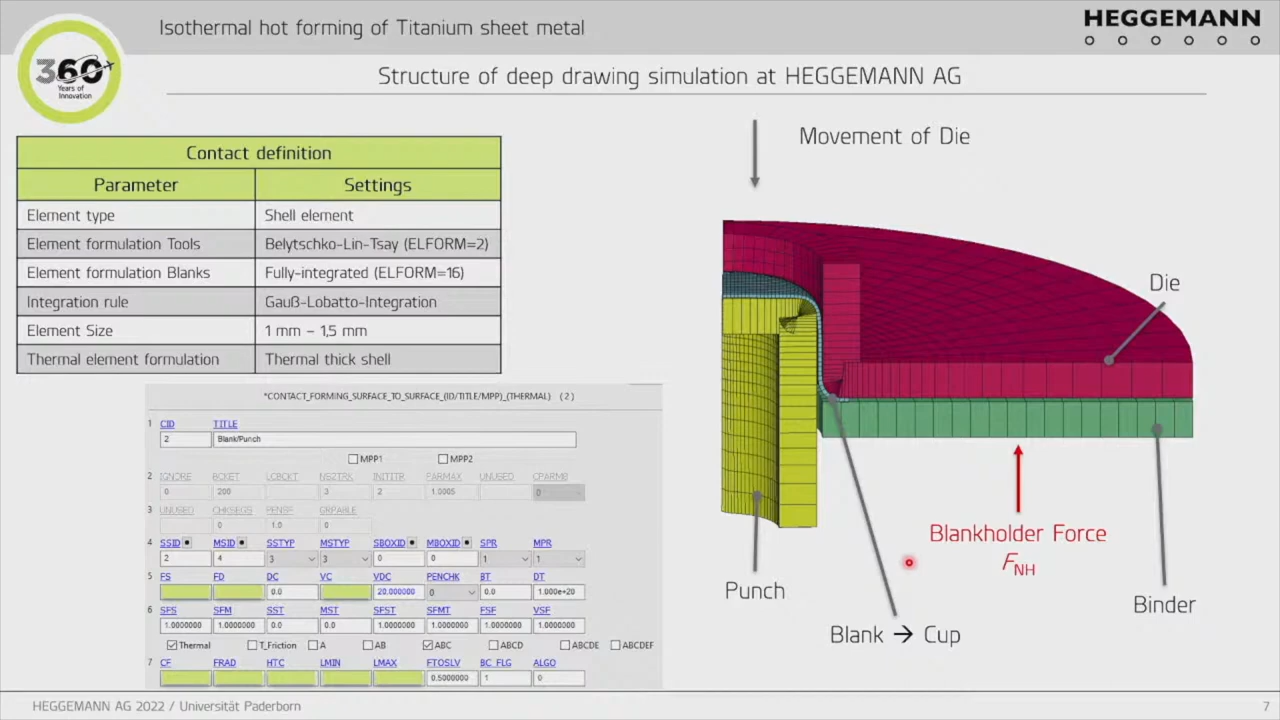 Isothermal hot forming of Titanium sheet metal
HEGGEMANN
360
Years of
Innovation
Structure of deep drawing simulation at HEGGEMANN AG
Contact definition
Parameter Settings
Element type Shell element
Element formulation Tools Belytschko-Lin-Tsay (ELFORM=2)
Element formulation Blanks Fully-integrated (ELFORM=16)
Integration rule Gauß-Lobatto-Integration
Element Size 1 mm – 1,5 mm
Thermal element formulation Thermal thick shell
*CONTACT_FORMING_SURFACE_TO_SURFACE_(ID/TITLE/MPP)_(THERMAL) (2)
1 CID TITLE
2 Blank/Punch
MPP1 MPP2
2 IGNORE BCKET LCBCKT NS2TRK INITITR PARMAX UNUSED CPARM8
0 200 3 2 1.0005 0
3 UNUSED CHKSEGS PENSF GRPABLE
0 1.0 0
4 SSID MSID SSTYP MSTYP SBOXID MBOXID SPR MPR
2 4 3 3 0 0 1 1
5 FS FD DC VC VDC PENCHK BT DT
0.0 20.000000 0 0.0 1.000e+20
6 SFS SFM SST MST SFST SFMT FSF VSF
1.0000000 1.0000000 0.0 0.0 1.0000000 1.0000000 1.0000000 1.0000000
Thermal T_Friction A AB ABC ABCD ABCDE ABCDEF
7 CF FRAD HTC LMIN LMAX FTOSLV BC_FLG ALGO
0.5000000 1 0
Movement of Die
Die
Blankholder Force
F_NH
Punch
Binder
Blank → Cup
HEGGEMANN AG 2022 / Universität Paderborn
7